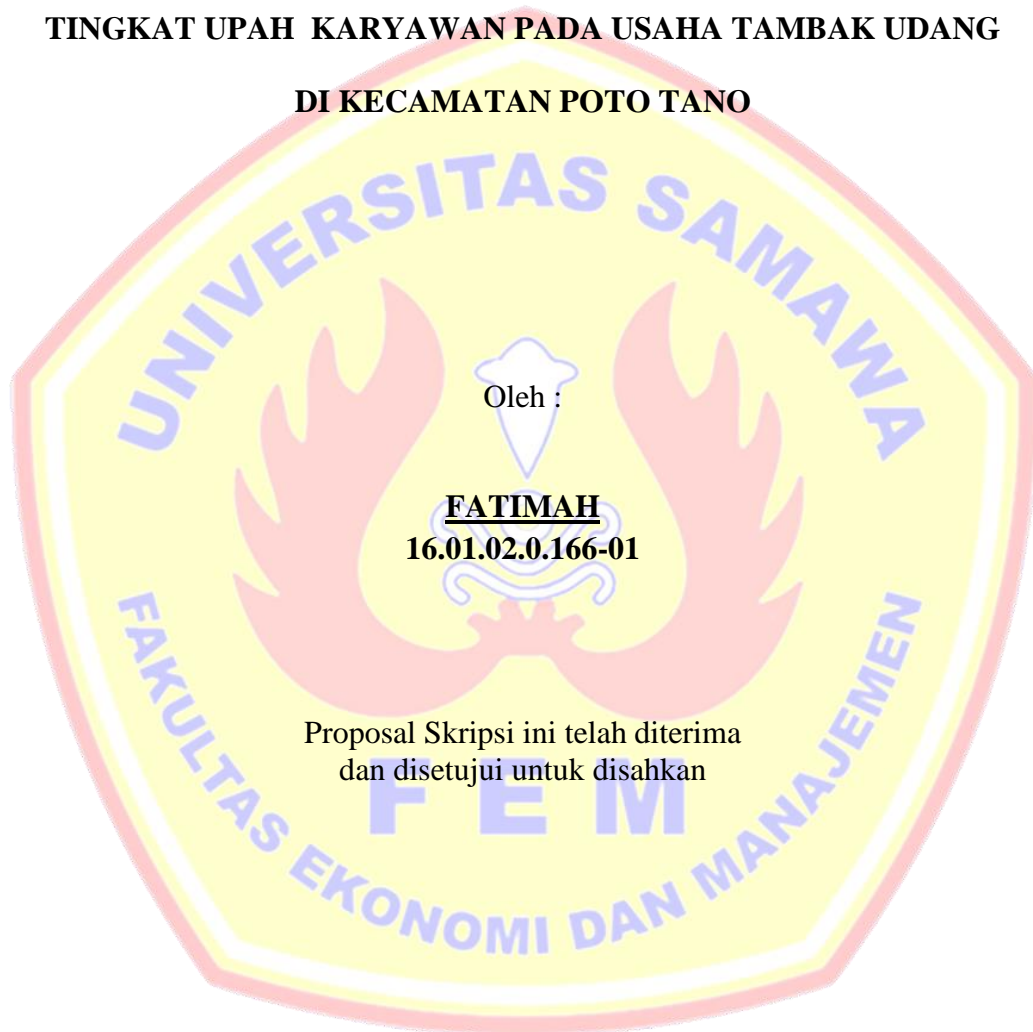 TINGKAT UPAH KARYAWAN PADA USAHA TAMBAK UDANG
DI KECAMATAN POTO TANO
UNIVERSITAS SAMAWA
Oleh :
FATIMAH
16.01.02.0.166-01
Proposal Skripsi ini telah diterima
dan disetujui untuk disahkan
F E M
FAKULTAS EKONOMI DAN MANAJEMEN